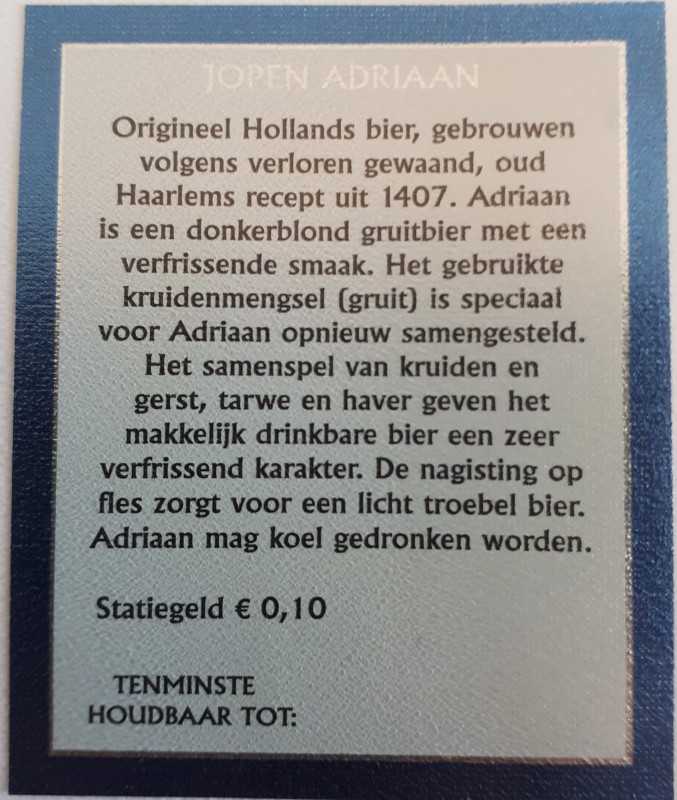 JOPEN ADRIAAN
Origineel Hollands bier, gebrouwen
volgens verloren gewaand, oud
Haarlems recept uit 1407. Adriaan
is een donkerblond gruitbier met een
verfrissende smaak. Het gebruikte
kruidenmengsel (gruit) is speciaal
voor Adriaan opnieuw samengesteld.
Het samenspel van kruiden en
gerst, tarwe en haver geven het
makkelijk drinkbare bier een zeer
verfrissend karakter. De nagisting op
fles zorgt voor een licht troebel bier.
Adriaan mag koel gedronken worden.
Statiegeld € 0,10
TENMINSTE
HOUDBAAR TOT: